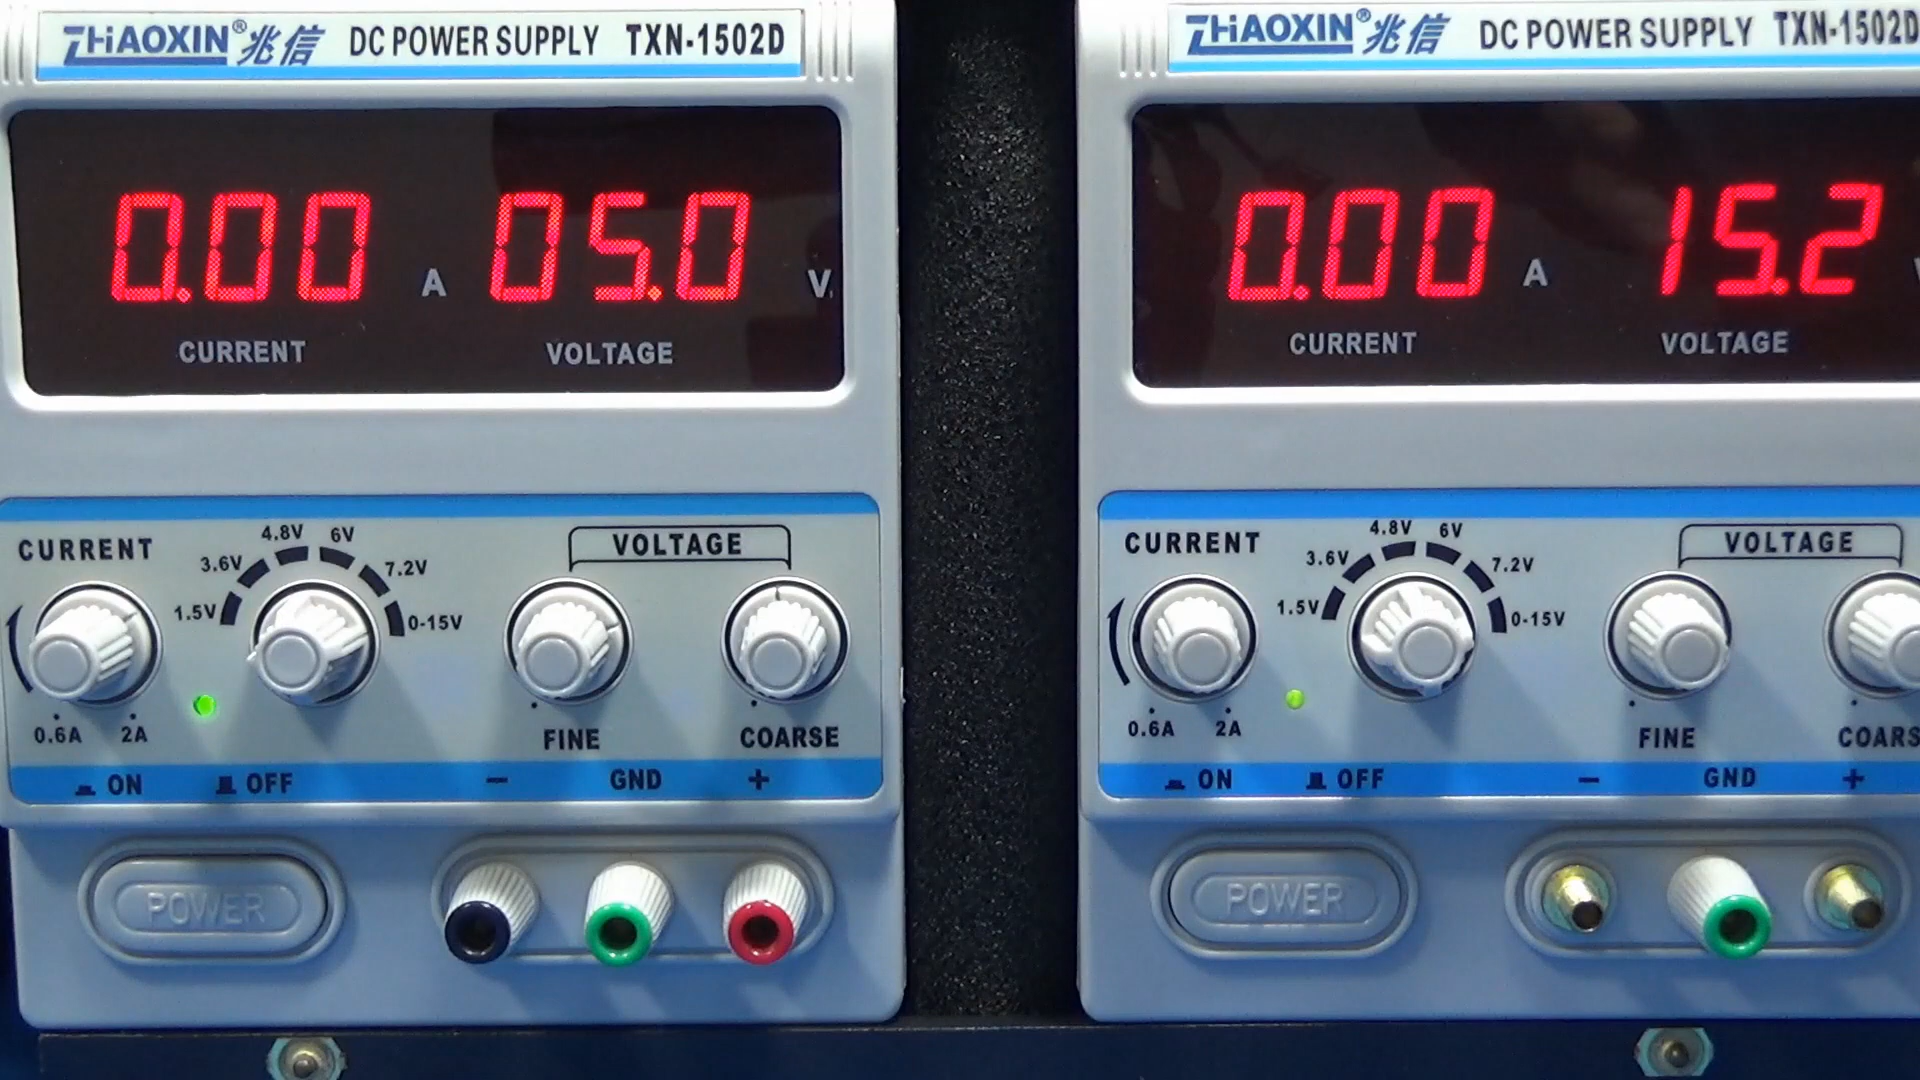 ZHAOXIN® 兆信 DC POWER SUPPLY TXN-1502D
0.00 A 05.0 V
CURRENT VOLTAGE
CURRENT
1.5V 3.6V 4.8V 6V 7.2V 0-15V
VOLTAGE
0.6A 2A
FINE COARSE
ON OFF - GND +
POWER
ZHAOXIN® 兆信 DC POWER SUPPLY TXN-1502D
0.00 A 15.2
CURRENT VOLTAGE
CURRENT
1.5V 3.6V 4.8V 6V 7.2V 0-15V
VOLTAGE
0.6A 2A
FINE COARS
ON OFF - GND +
POWER